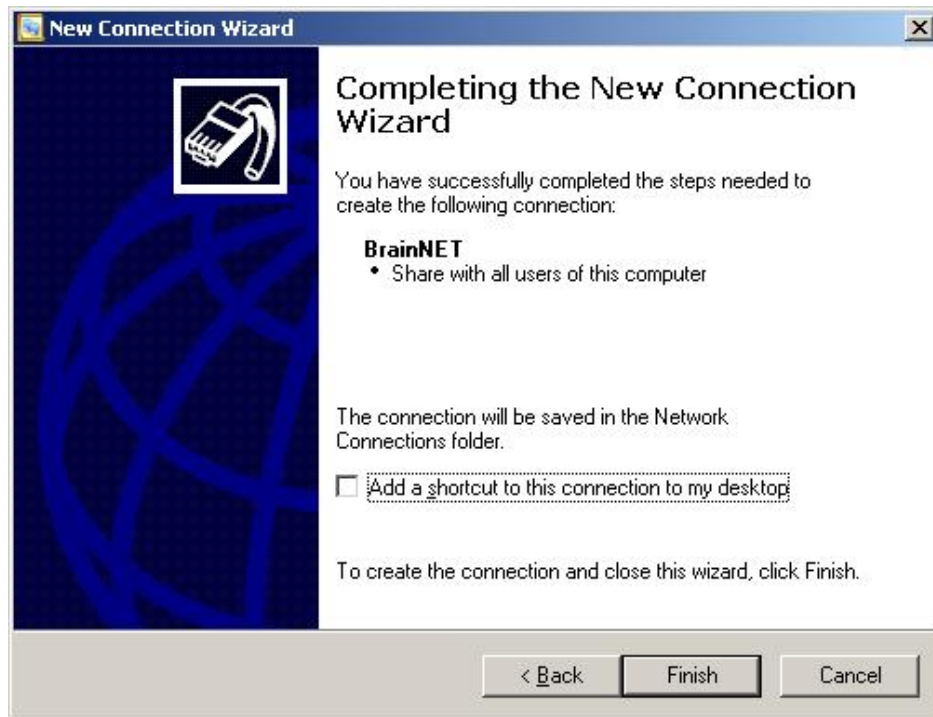 New Connection Wizard
Completing the New Connection
Wizard
You have successfully completed the steps needed to
create the following connection:
BrainNET
• Share with all users of this computer
The connection will be saved in the Network
Connections folder.
Add a shortcut to this connection to my desktop
To create the connection and close this wizard, click Finish.
< Back
Finish
Cancel